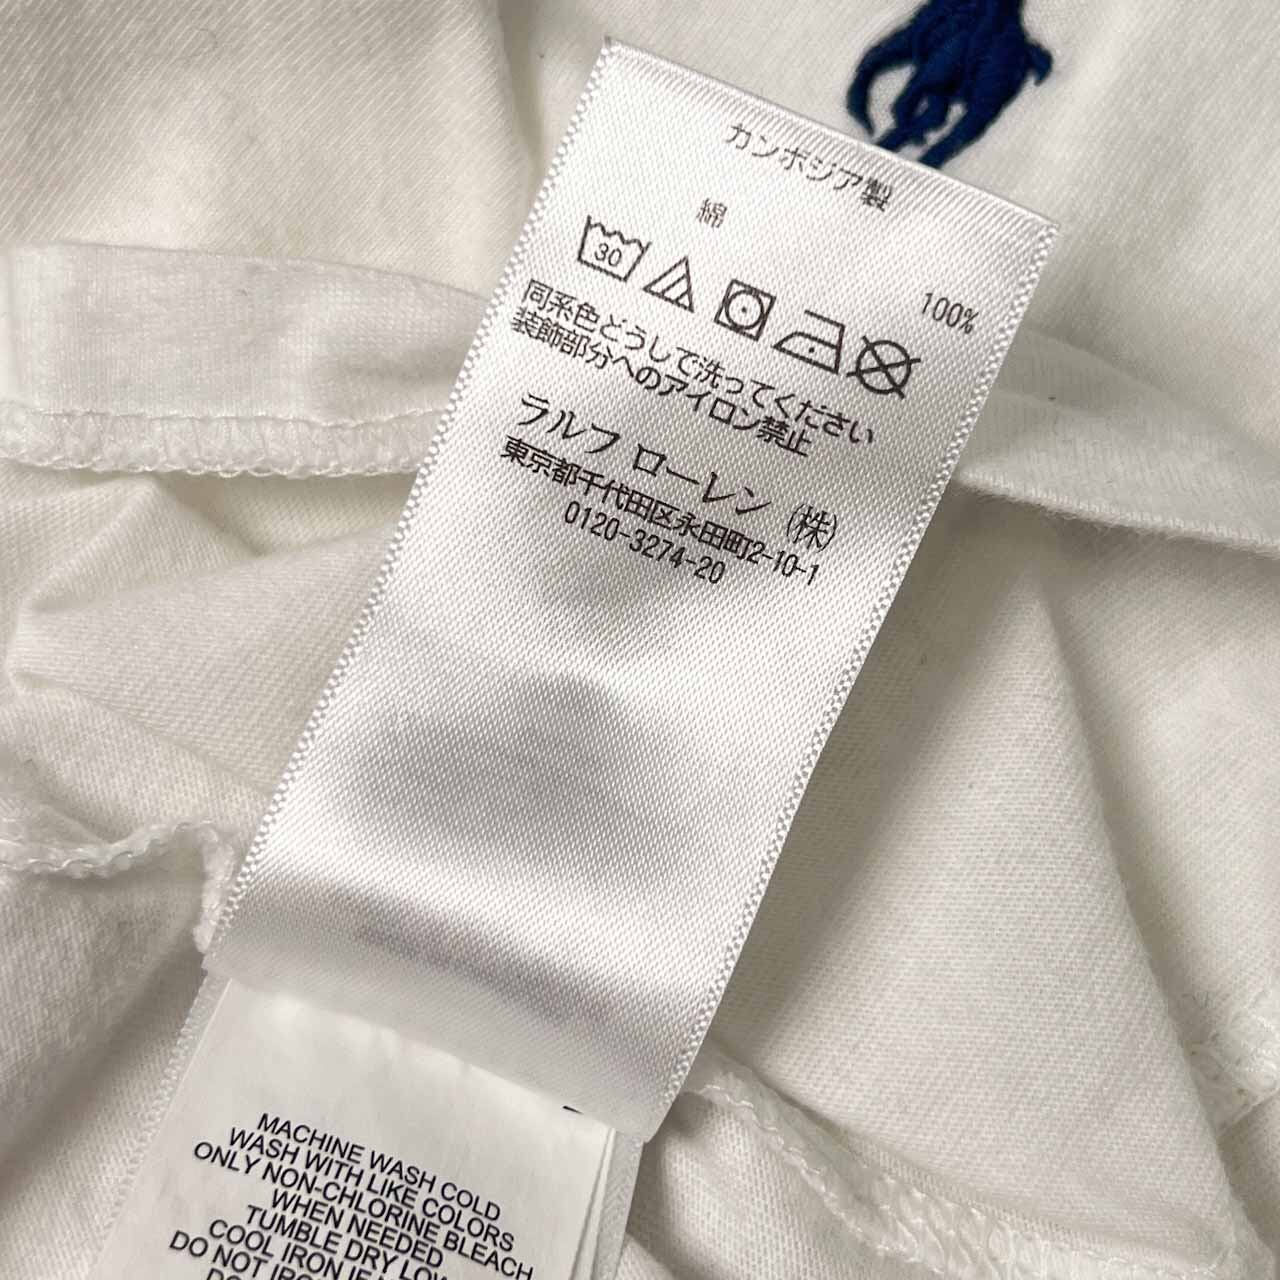 カンボジア製
綿
100%
30
同系色どうしで洗ってください
装飾部分へのアイロン禁止
ラルフ ローレン (株)
東京都千代田区永田町2-10-1
0120-3274-20
MACHINE WASH COLD
WASH WITH LIKE COLORS
ONLY NON-CHLORINE BLEACH
WHEN NEEDED
TUMBLE DRY LOW
COOL IRON
DO NOT